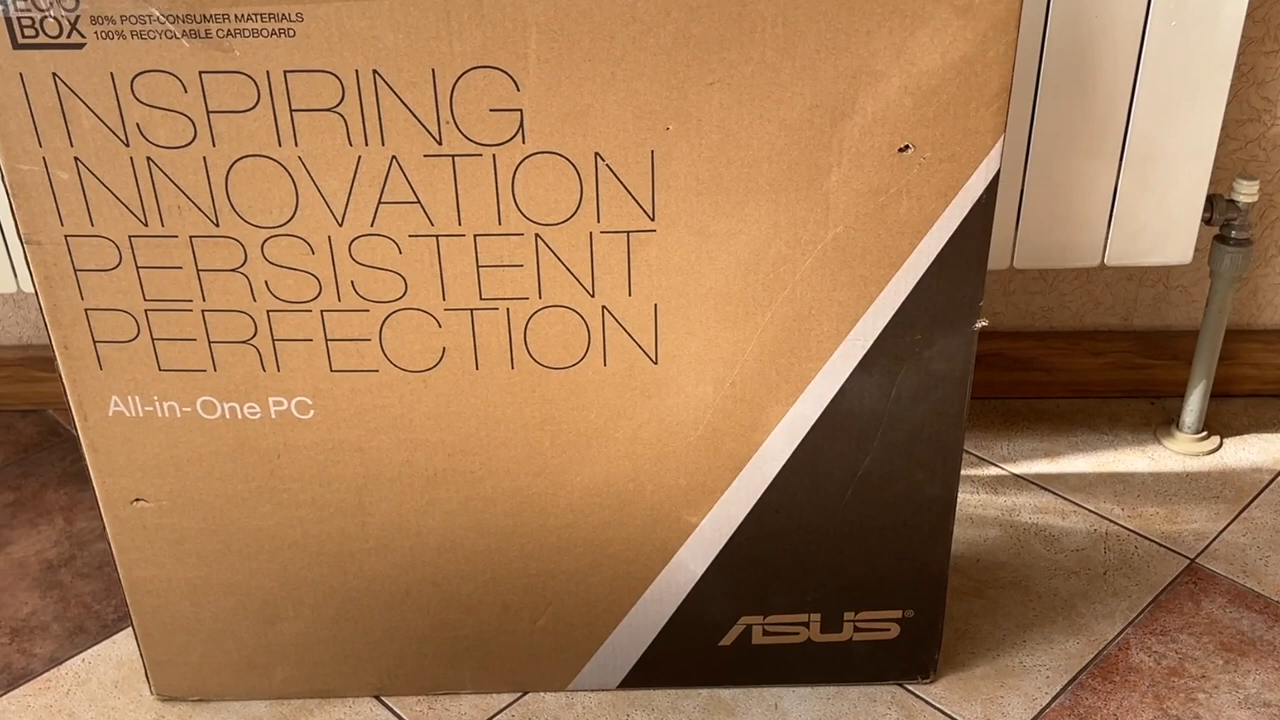 ECO
BOX
80% POST-CONSUMER MATERIALS
100% RECYCLABLE CARDBOARD
INSPIRING
INNOVATION
PERSISTENT
PERFECTION
All-in-One PC
ASUS®